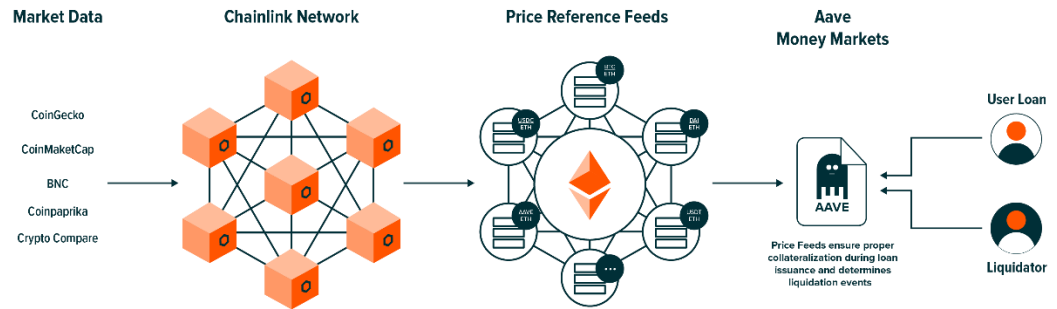 Market Data
Chainlink Network
Price Reference Feeds
Aave
Money Markets
CoinGecko
CoinMaketCap
BNC
Coinpaprika
Crypto Compare
BTC
ETH
USDC
ETH
DAI
ETH
AAVE
ETH
USDT
ETH
...
AAVE
Price Feeds ensure proper
collateralization during loan
issuance and determines
liquidation events
User Loan
Liquidator